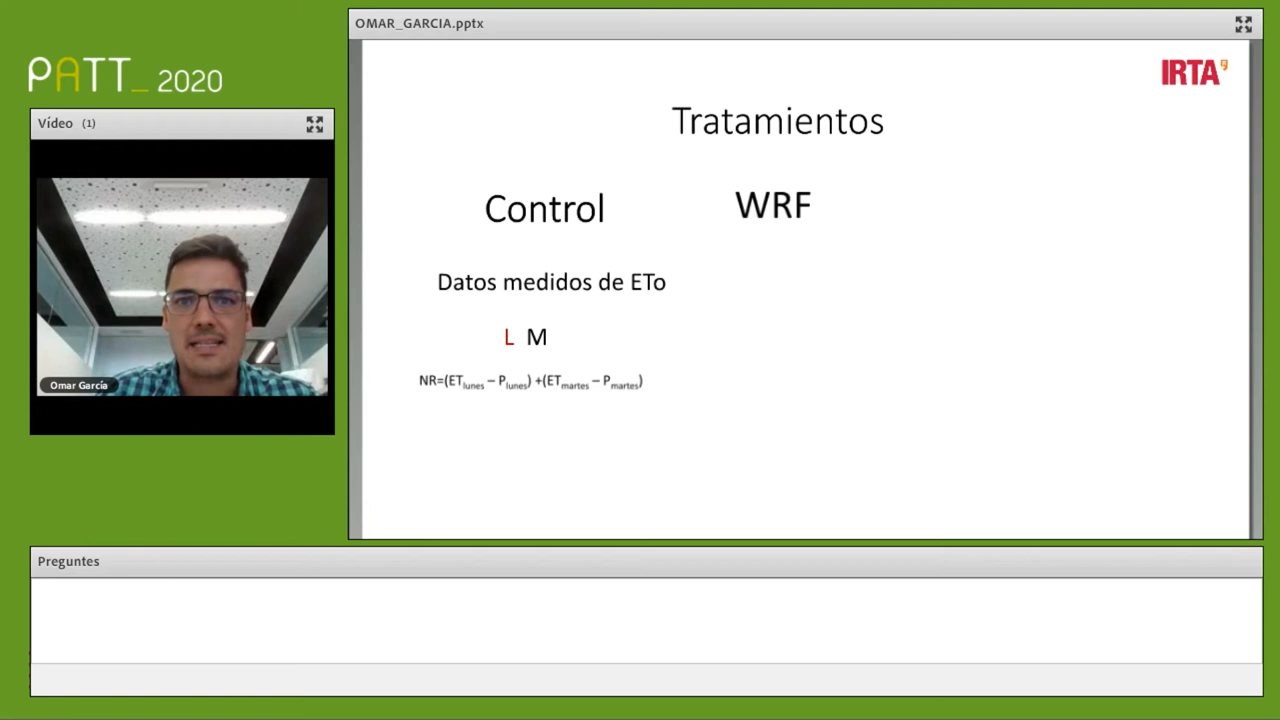 PATT_ 2020
Vídeo (1)
Omar García
OMAR_GARCIA.pptx
IRTA
Tratamientos
Control
WRF
Datos medidos de ETo
L M
NR=(ETlunes – Plunes) +(ETmartes – Pmartes)
Preguntes